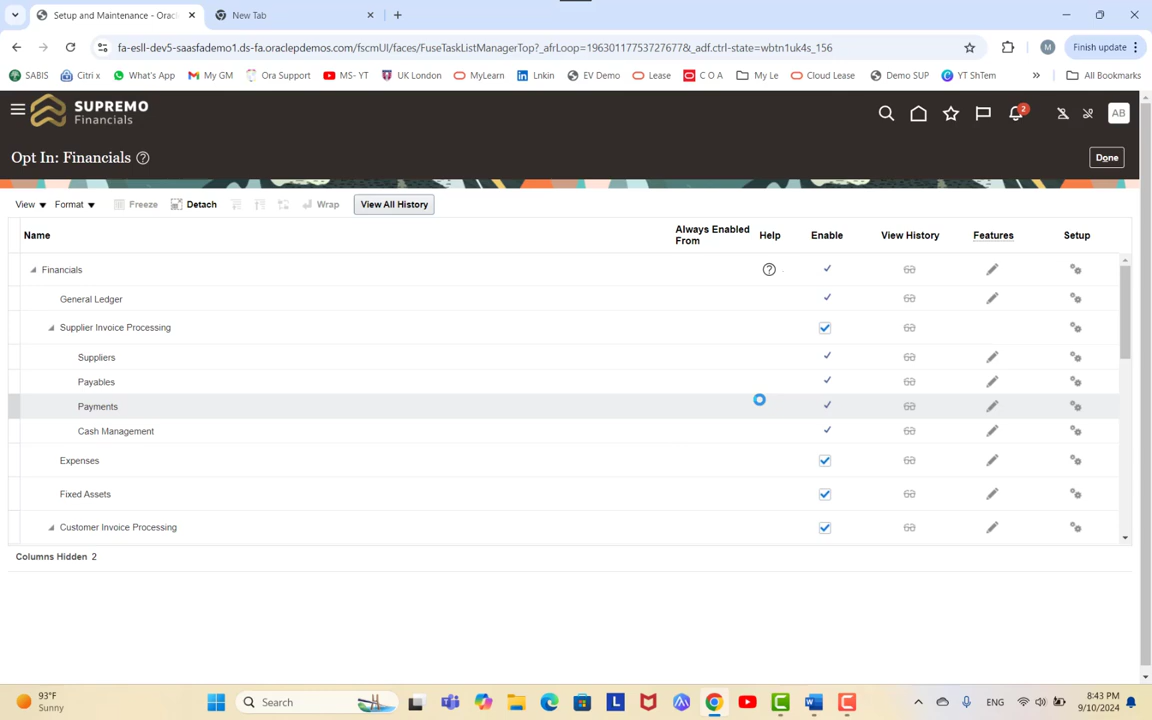 Setup and Maintenance - Orac
New Tab
fa-esll-dev5-saasfademo1.ds-fa.oraclepdemos.com/fscmUI/faces/FuseTaskListManagerTop?_afrLoop=196301177537276778&_adf.ctrl-state=wbtn1uk4s_156
M
Finish update
SABIS
Citri x
What's App
My GM
Ora Support
MS- YT
UK London
MyLearn
Lnkin
EV Demo
Lease
C O A
My Le
Cloud Lease
Demo SUP
YT ShTem
»
All Bookmarks
SUPREMO
Financials
2
AB
Opt In: Financials
Done
View
Format
Freeze
Detach
Wrap
View All History
Name
Always Enabled From
Help
Enable
View History
Features
Setup
Financials
General Ledger
Supplier Invoice Processing
Suppliers
Payables
Payments
Cash Management
Expenses
Fixed Assets
Customer Invoice Processing
Columns Hidden 2
93°F
Sunny
Search
ENG
8:43 PM
9/10/2024